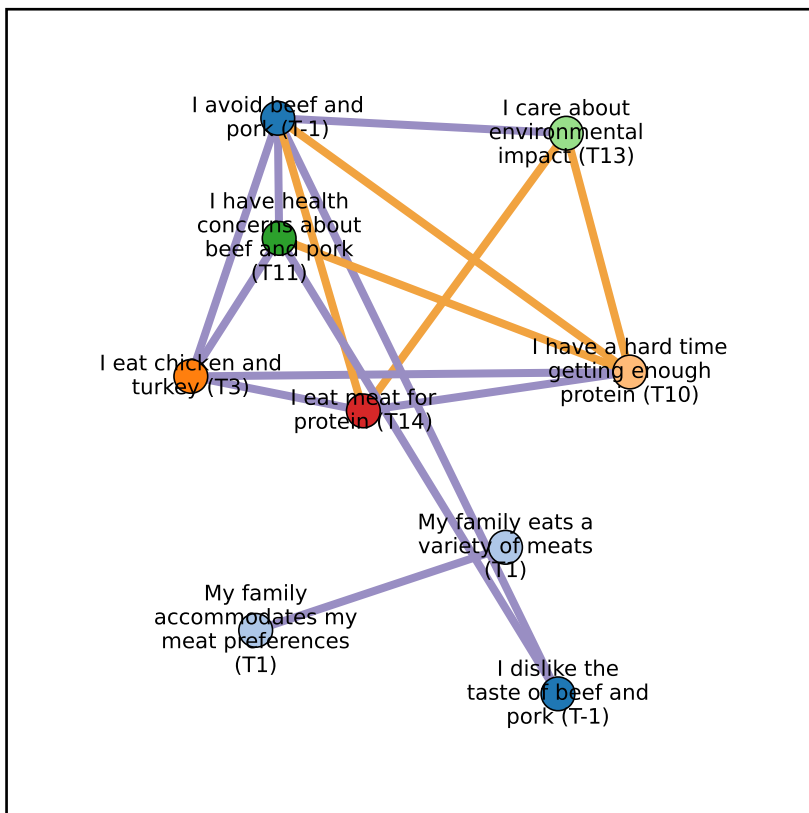 I avoid beef and
pork (T-1)
I care about
environmental
impact (T13)
I have health
concerns about
beef and pork
(T11)
I eat chicken and
turkey (T3)
I eat meat for
protein (T14)
I have a hard time
getting enough
protein (T10)
My family eats a
variety of meats
(T1)
My family
accommodates my
meat preferences
(T1)
I dislike the
taste of beef and
pork (T-1)